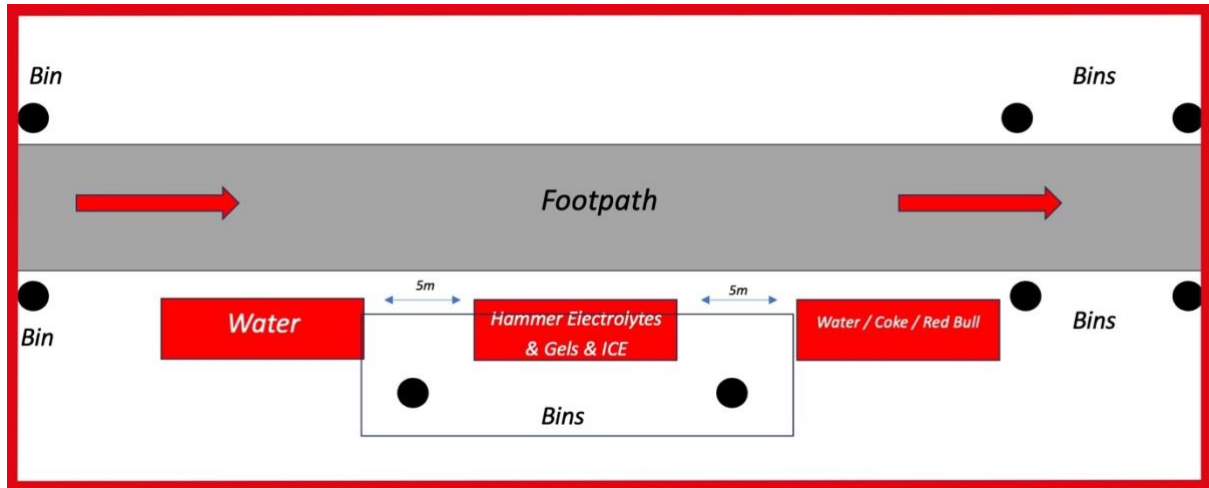 Bin
Bins
Footpath
5m
5m
Water
Hammer Electrolytes
& Gels & ICE
Water / Coke / Red Bull
Bins
Bin
Bins